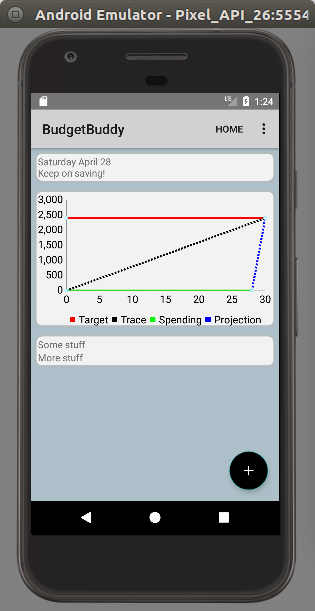 Android Emulator - Pixel_API_26:5554
LTE 1:24
BudgetBuddy HOME
Saturday April 28
Keep on saving!
3,000
2,500
2,000
1,500
1,000
500
0
0 5 10 15 20 25 30
Target Trace Spending Projection
Some stuff
More stuff
+